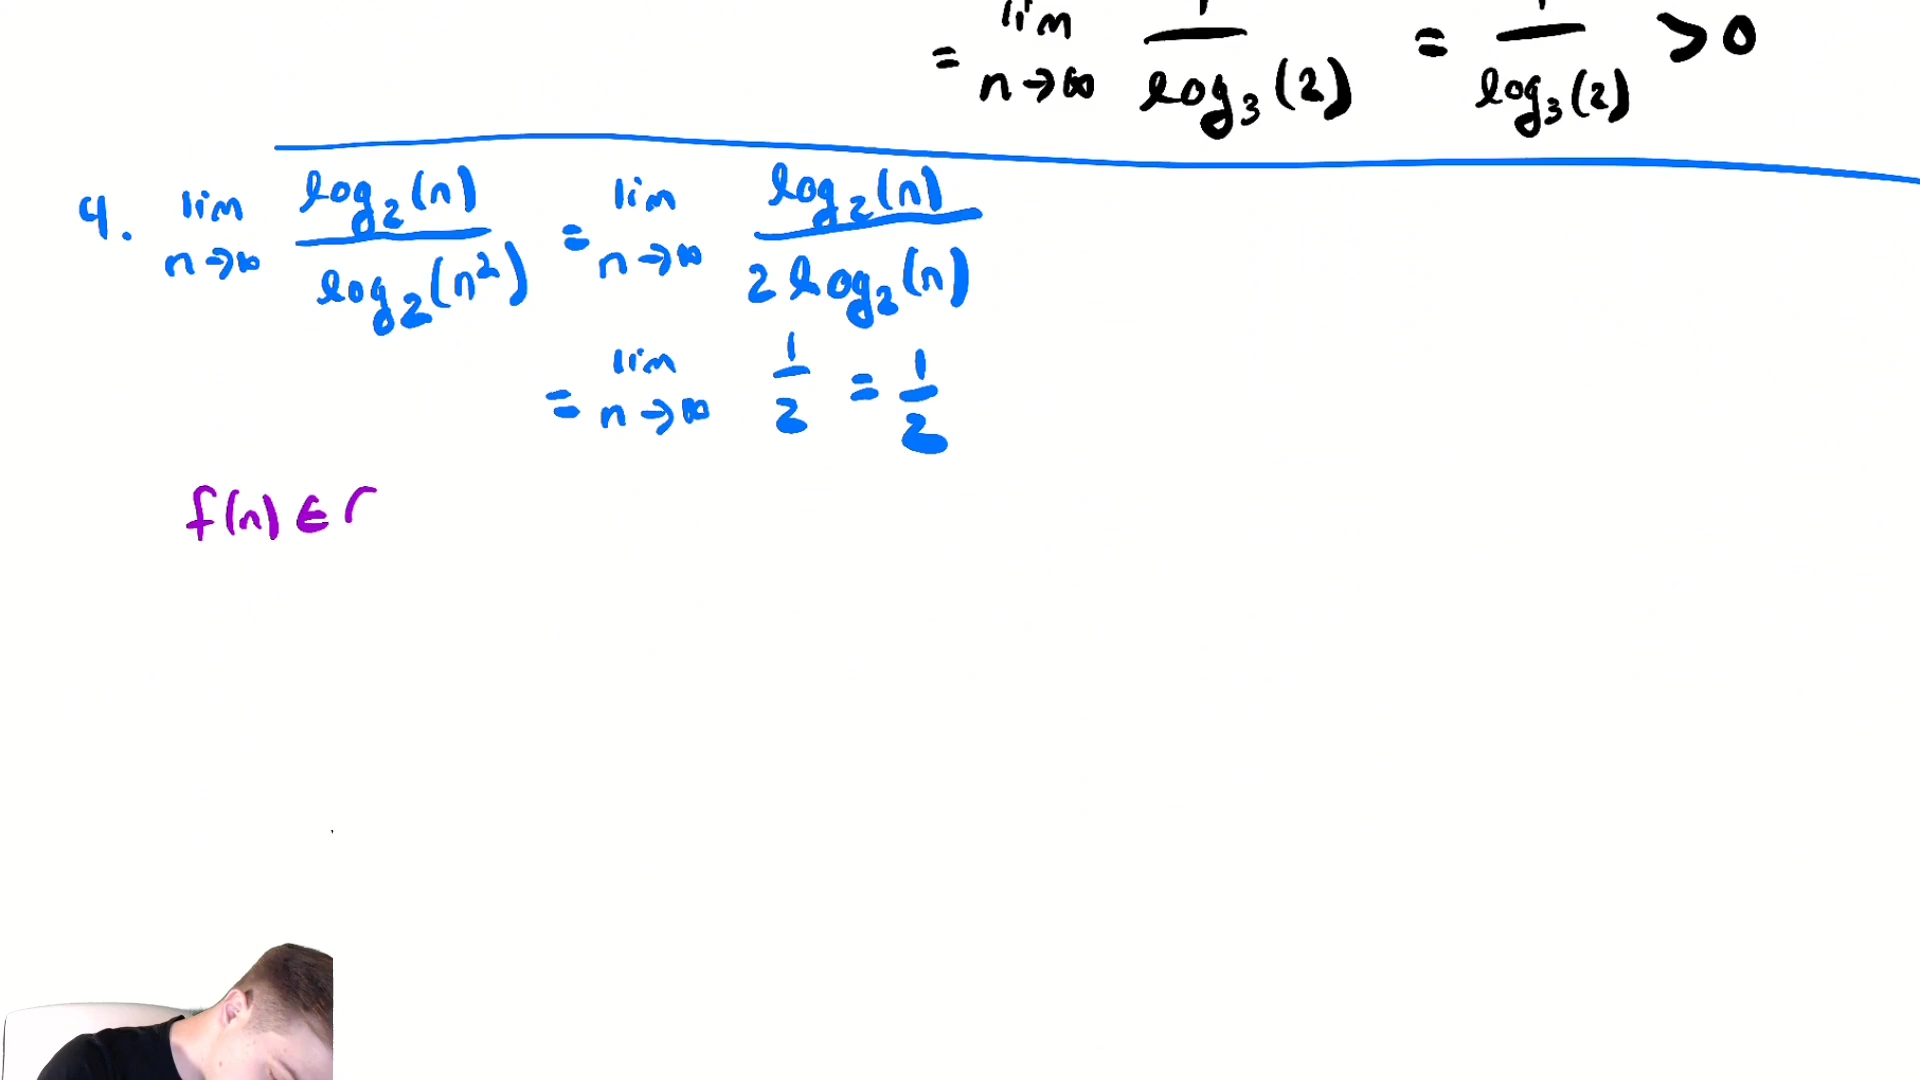 = lim n→∞ 1/log₃(2) = 1/log₃(2) > 0
4. lim n→∞ log₂(n)/log₂(n²) = lim n→∞ log₂(n)/2log₂(n)
= lim n→∞ 1/2 = 1/2
f(n) ∈